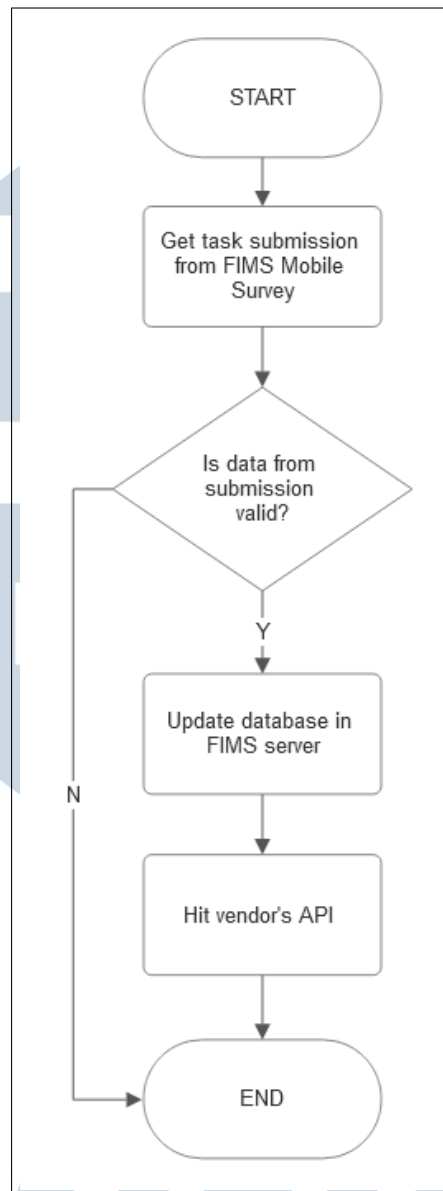 START
Get task submission
from FIMS Mobile
Survey
Is data from
submission
valid?
Y
Update database in
FIMS server
N
Hit vendor's API
END